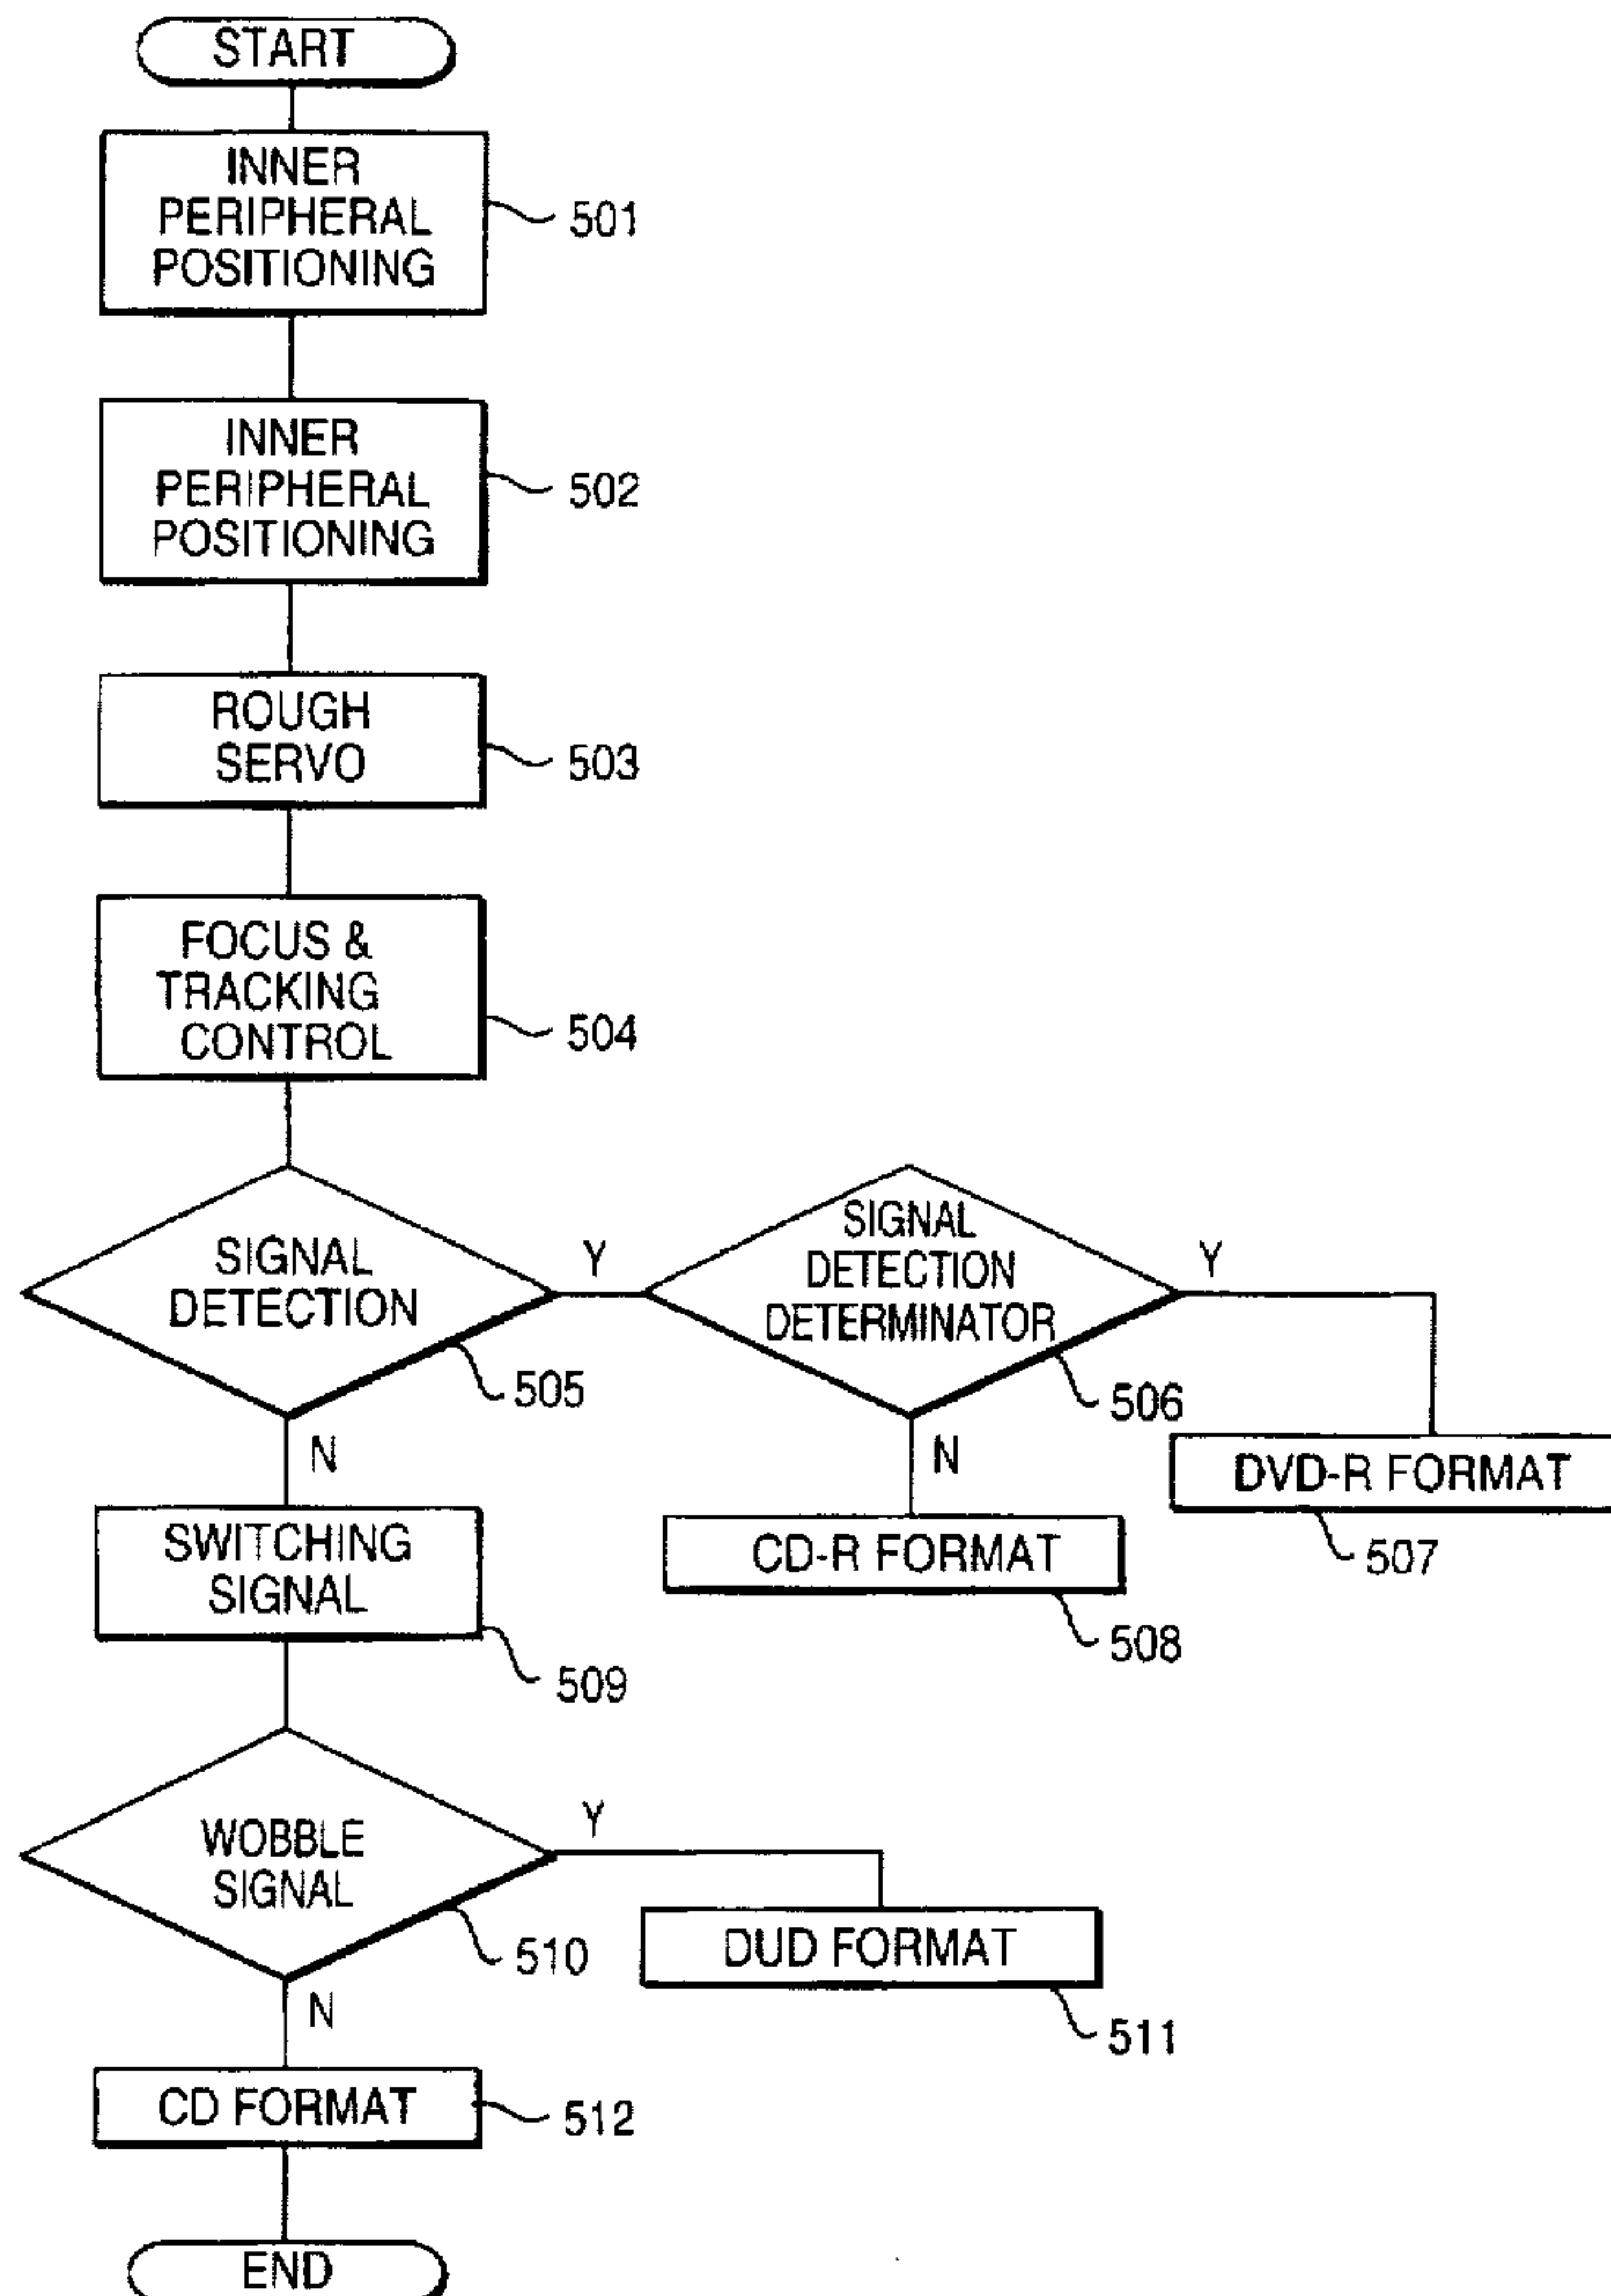 START
INNER
PERIPHERAL
POSITIONING
501
INNER
PERIPHERAL
POSITIONING
502
ROUGH
SERVO
503
FOCUS &
TRACKING
CONTROL
504
SIGNAL
DETECTION
505
Y
SIGNAL
DETECTION
DETERMINATOR
506
Y
DVD-R FORMAT
507
N
CD-R FORMAT
508
N
SWITCHING
SIGNAL
509
WOBBLE
SIGNAL
510
Y
DUD FORMAT
511
N
CD FORMAT
512
END